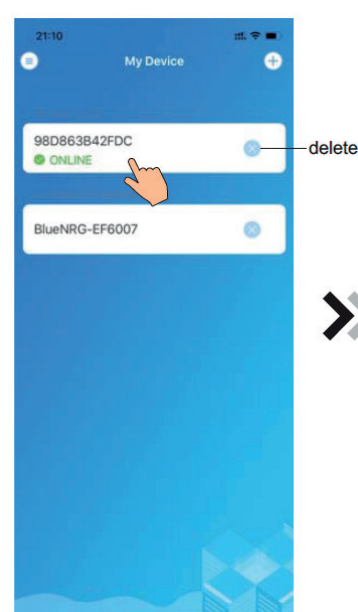 21:10
My Device
98D863B42FDC
ONLINE
delete
BlueNRG-EF6007